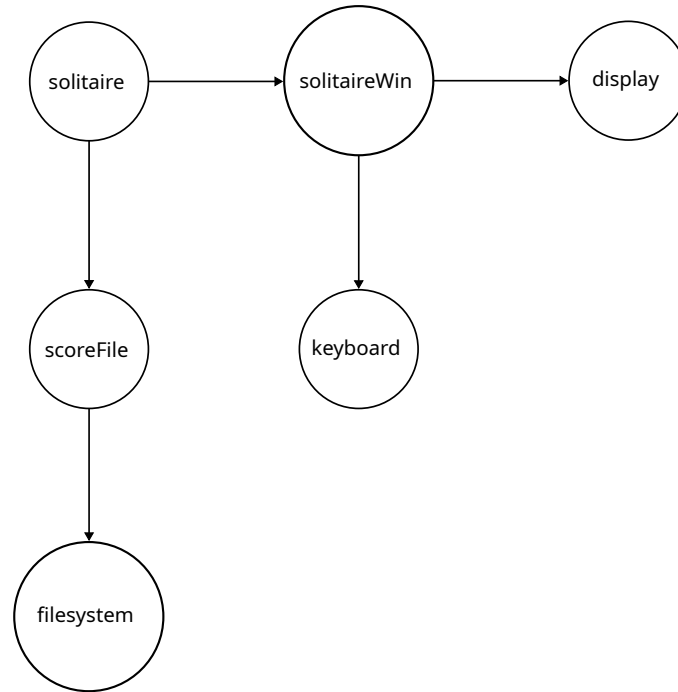 solitaire
solitaireWin
display
scoreFile
keyboard
filesystem